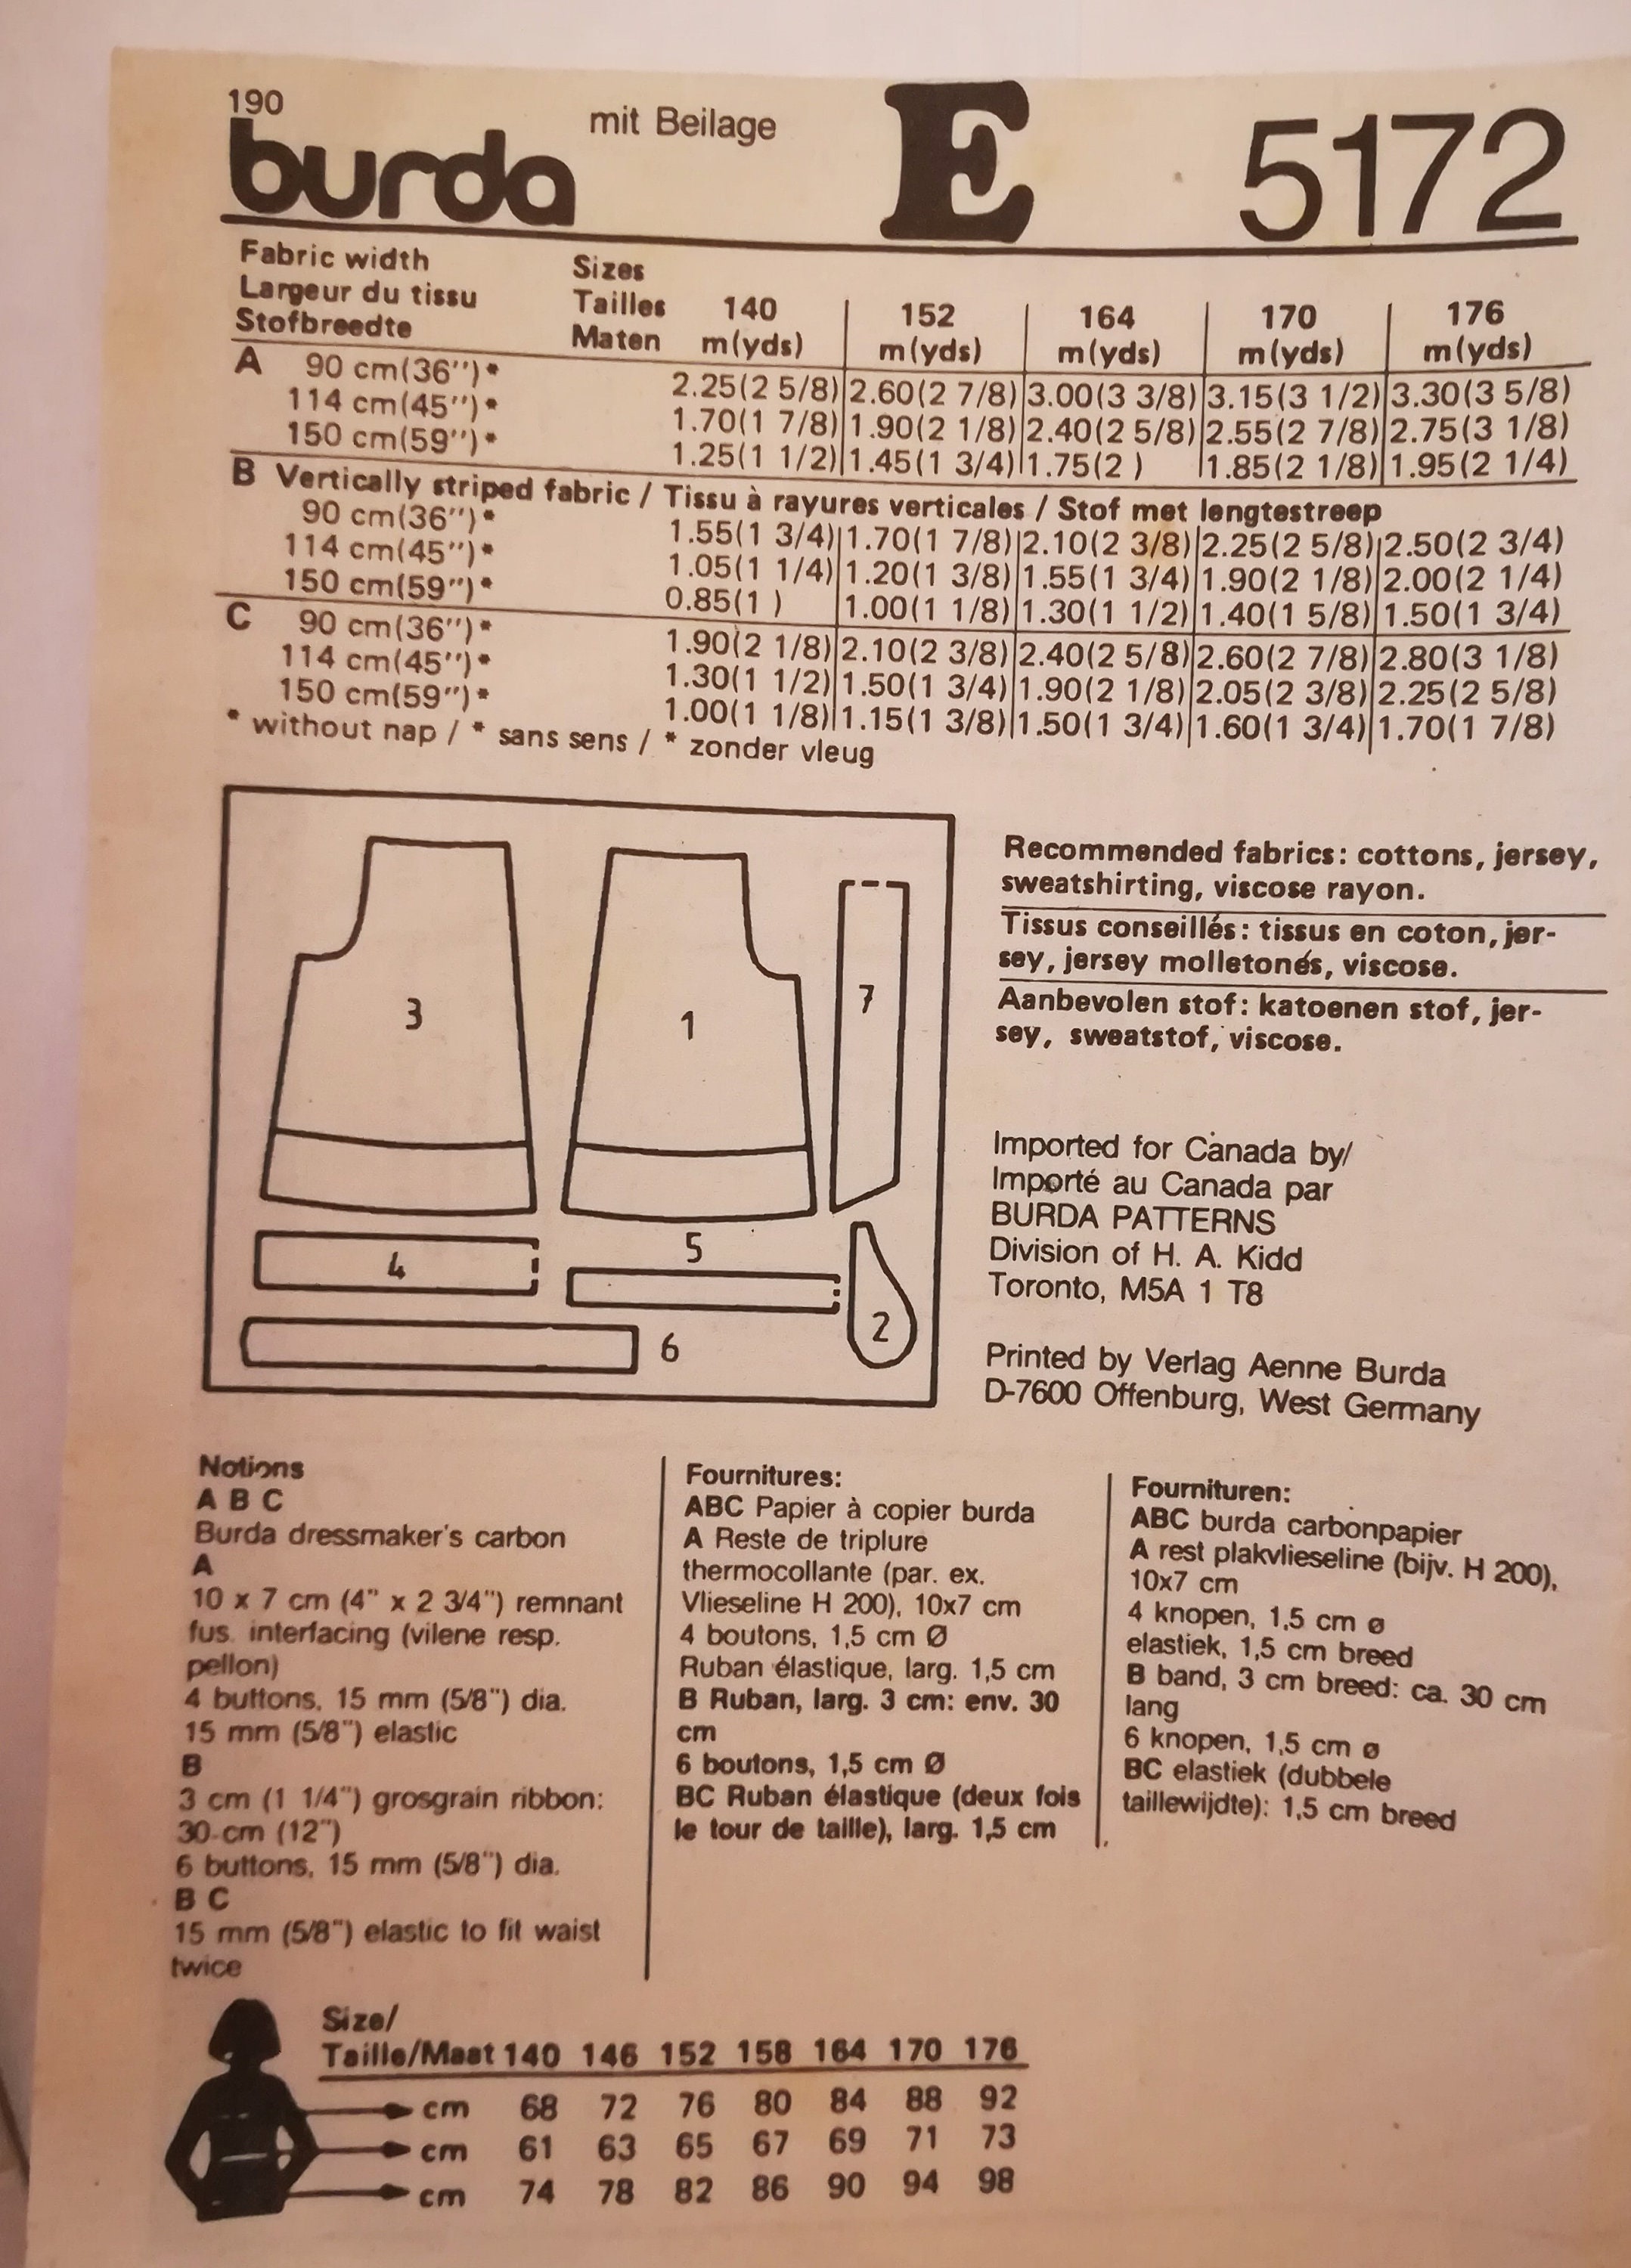 190
burda mit Beilage E 5172
Fabric width
Largeur du tissu
Stofbreedte
Sizes
Tailles 140 152 164 170 176
Maten m(yds) m(yds) m(yds) m(yds) m(yds)
A 90 cm(36'')* 2.25(2 5/8) 2.60(2 7/8) 3.00(3 3/8) 3.15(3 1/2) 3.30(3 5/8)
114 cm(45'')* 1.70(1 7/8) 1.90(2 1/8) 2.40(2 5/8) 2.55(2 7/8) 2.75(3 1/8)
150 cm(59'')* 1.25(1 1/2) 1.45(1 3/4) 1.75(2 ) 1.85(2 1/8) 1.95(2 1/4)
B Vertically striped fabric / Tissu à rayures verticales / Stof met lengtestreep
90 cm(36'')* 1.55(1 3/4) 1.70(1 7/8) 2.10(2 3/8) 2.25(2 5/8) 2.50(2 3/4)
114 cm(45'')* 1.05(1 1/4) 1.20(1 3/8) 1.55(1 3/4) 1.90(2 1/8) 2.00(2 1/4)
150 cm(59'')* 0.85(1 ) 1.00(1 1/8) 1.30(1 1/2) 1.40(1 5/8) 1.50(1 3/4)
C 90 cm(36'')* 1.90(2 1/8) 2.10(2 3/8) 2.40(2 5/8) 2.60(2 7/8) 2.80(3 1/8)
114 cm(45'')* 1.30(1 1/2) 1.50(1 3/4) 1.90(2 1/8) 2.05(2 3/8) 2.25(2 5/8)
150 cm(59'')* 1.00(1 1/8) 1.15(1 3/8) 1.50(1 3/4) 1.60(1 3/4) 1.70(1 7/8)
* without nap / * sans sens / * zonder vleug
3
1
7
4
5
2
6
Recommended fabrics: cottons, jersey,
sweatshirting, viscose rayon.
Tissus conseillés: tissus en coton, jer-
sey, jersey molletonés, viscose.
Aanbevolen stof: katoenen stof, jer-
sey, sweatstof, viscose.
Imported for Canada by/
Importé au Canada par
BURDA PATTERNS
Division of H. A. Kidd
Toronto, M5A 1 T8
Printed by Verlag Aenne Burda
D-7600 Offenburg, West Germany
Notions
A B C
Burda dressmaker's carbon
A
10 x 7 cm (4" x 2 3/4") remnant
fus. interfacing (vilene resp.
pellon)
4 buttons, 15 mm (5/8") dia.
15 mm (5/8") elastic
B
3 cm (1 1/4") grosgrain ribbon:
30 cm (12")
6 buttons, 15 mm (5/8") dia.
B C
15 mm (5/8") elastic to fit waist
twice
Fournitures:
ABC Papier à copier burda
A Reste de triplure
thermocollante (par. ex.
Vlieseline H 200), 10x7 cm
4 boutons, 1,5 cm Ø
Ruban élastique, larg. 1,5 cm
B Ruban, larg. 3 cm: env. 30
cm
6 boutons, 1,5 cm Ø
BC Ruban élastique (deux fois
le tour de taille), larg. 1,5 cm
Fournituren:
ABC burda carbonpapier
A rest plakvlieseline (bijv. H 200),
10x7 cm
4 knopen, 1,5 cm ø
elastiek, 1,5 cm breed
B band, 3 cm breed: ca. 30 cm
lang
6 knopen, 1,5 cm ø
BC elastiek (dubbele
taillewijdte): 1,5 cm breed
Size/
Taille/Maat 140 146 152 158 164 170 176
cm 68 72 76 80 84 88 92
cm 61 63 65 67 69 71 73
cm 74 78 82 86 90 94 98